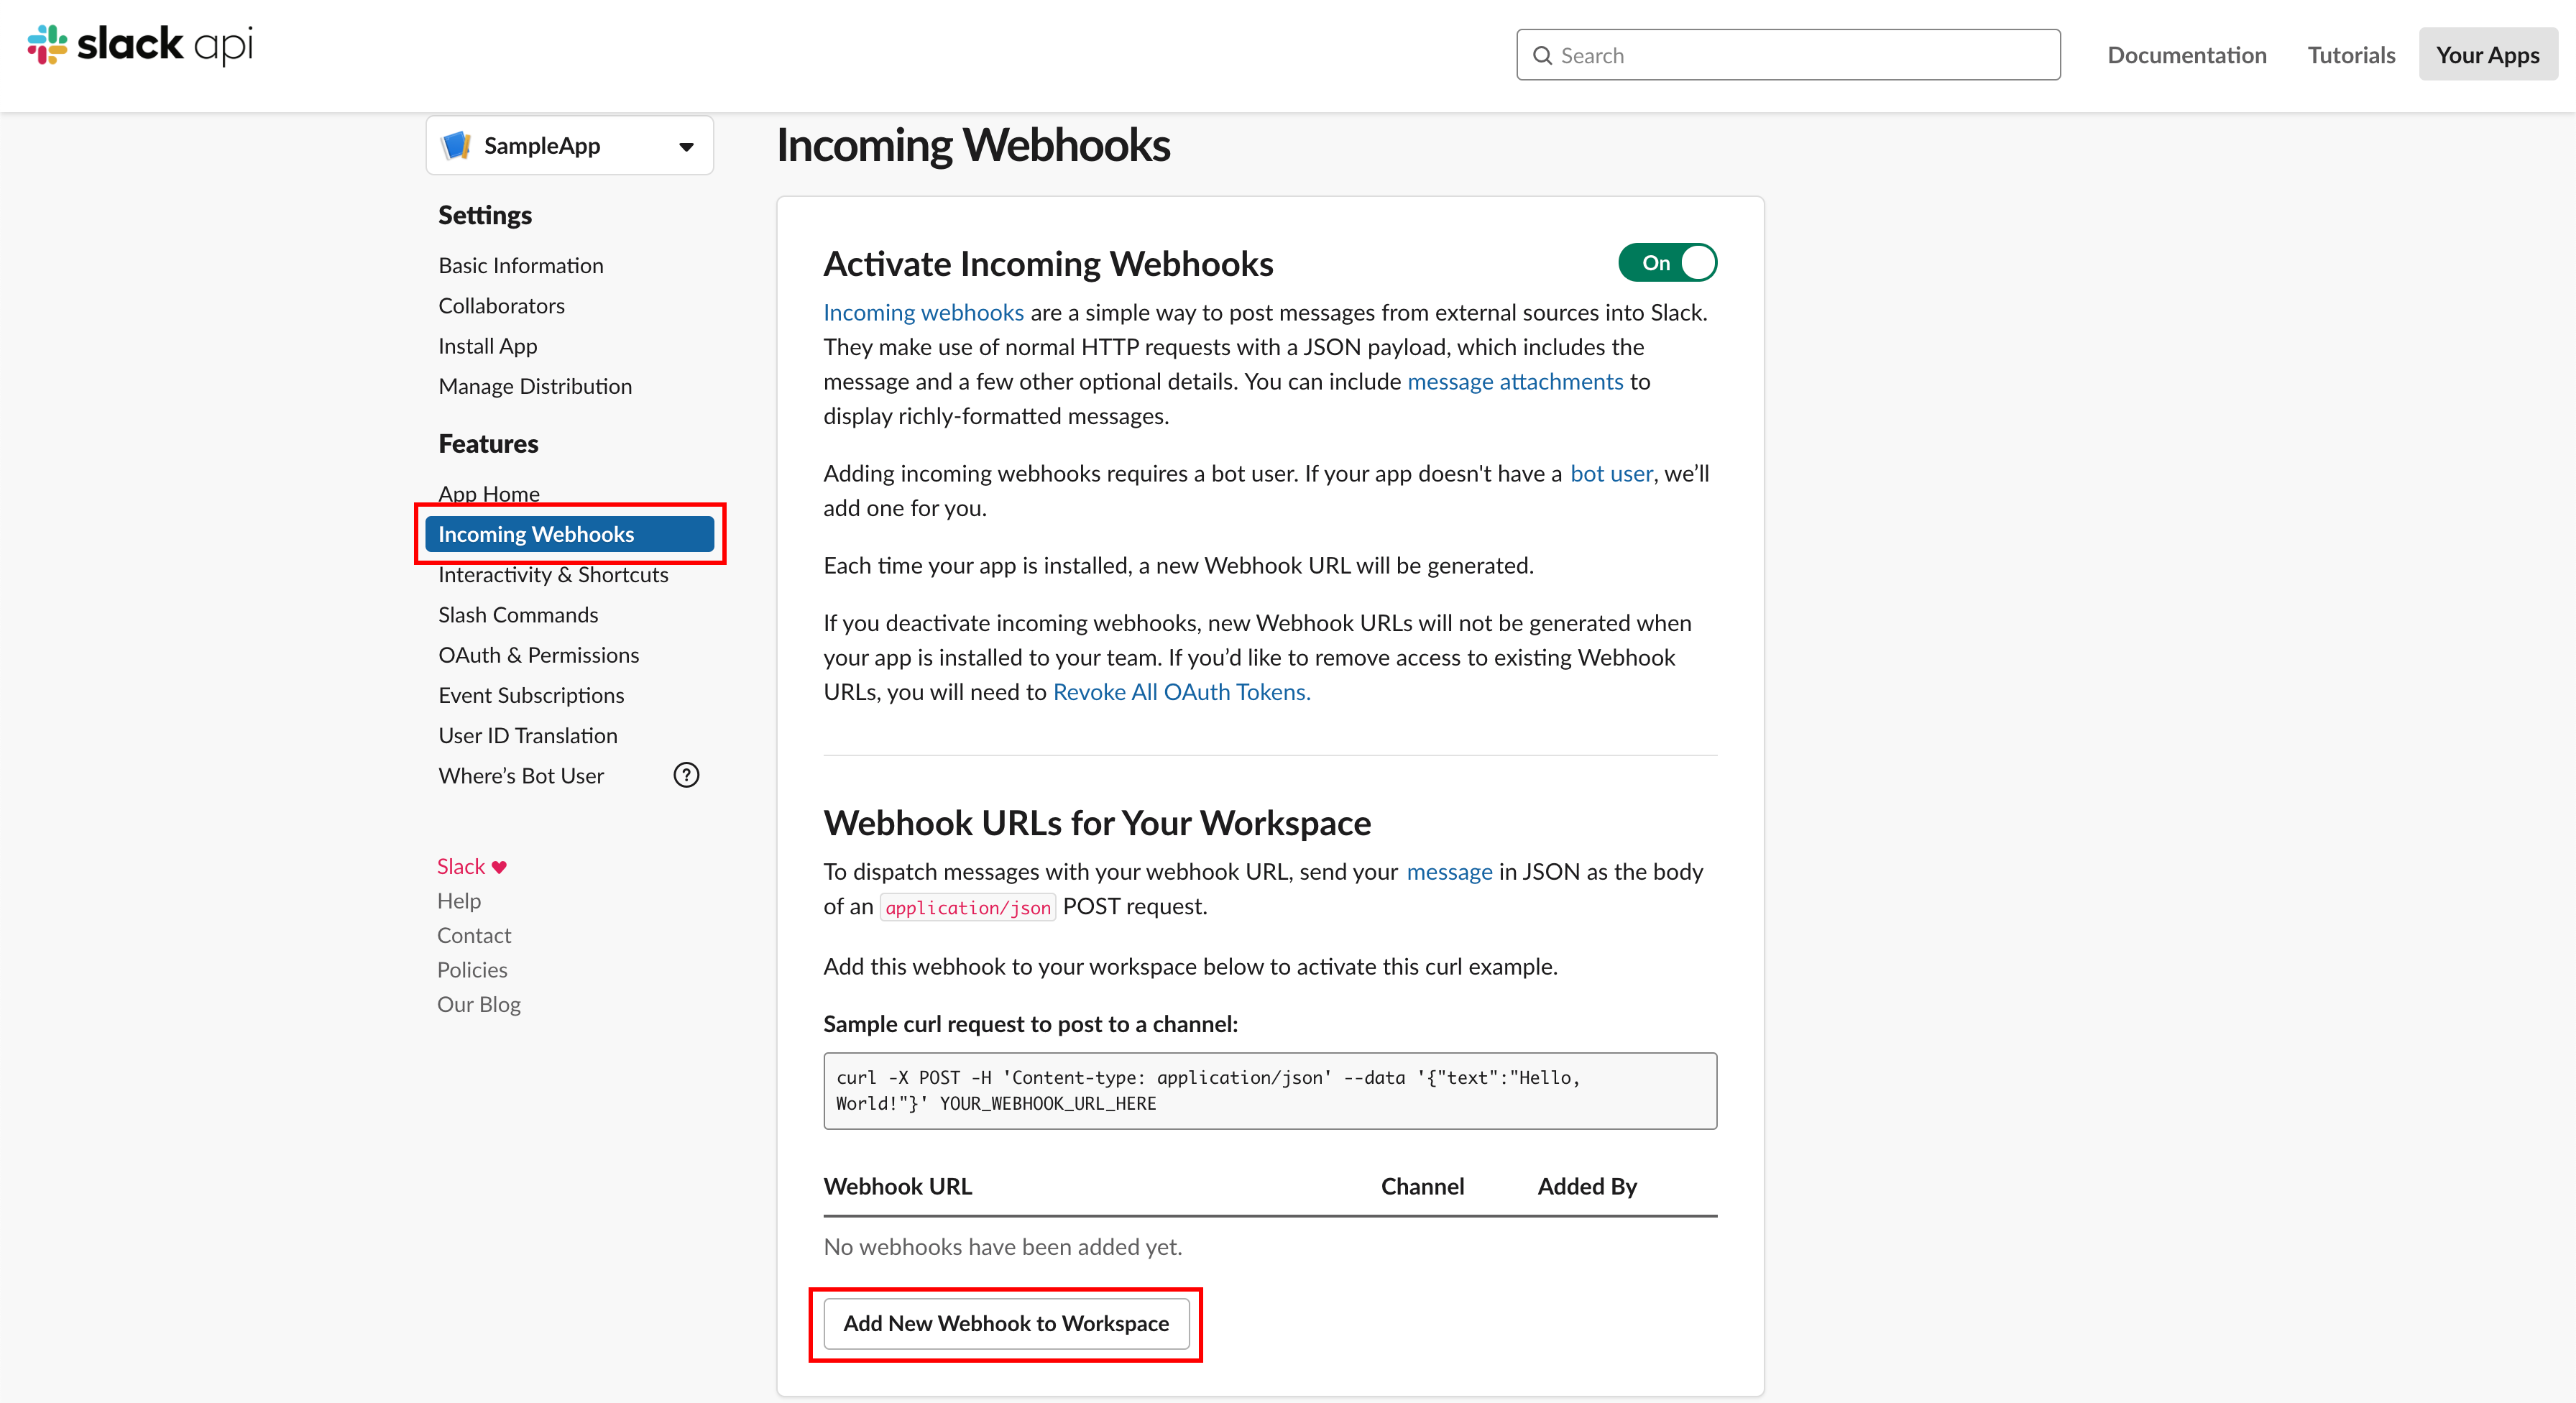 slack api
Search
Documentation
Tutorials
Your Apps
SampleApp
Settings
Basic Information
Collaborators
Install App
Manage Distribution
Features
App Home
Incoming Webhooks
Interactivity & Shortcuts
Slash Commands
OAuth & Permissions
Event Subscriptions
User ID Translation
Where’s Bot User
?
Slack ♥
Help
Contact
Policies
Our Blog
Incoming Webhooks
Activate Incoming Webhooks
On
Incoming webhooks are a simple way to post messages from external sources into Slack.
They make use of normal HTTP requests with a JSON payload, which includes the
message and a few other optional details. You can include message attachments to
display richly-formatted messages.
Adding incoming webhooks requires a bot user. If your app doesn't have a bot user, we’ll
add one for you.
Each time your app is installed, a new Webhook URL will be generated.
If you deactivate incoming webhooks, new Webhook URLs will not be generated when
your app is installed to your team. If you’d like to remove access to existing Webhook
URLs, you will need to Revoke All OAuth Tokens.
Webhook URLs for Your Workspace
To dispatch messages with your webhook URL, send your message in JSON as the body
of an application/json POST request.
Add this webhook to your workspace below to activate this curl example.
Sample curl request to post to a channel:
curl -X POST -H 'Content-type: application/json' --data '{"text":"Hello,
World!"}' YOUR_WEBHOOK_URL_HERE
Webhook URL
Channel
Added By
No webhooks have been added yet.
Add New Webhook to Workspace